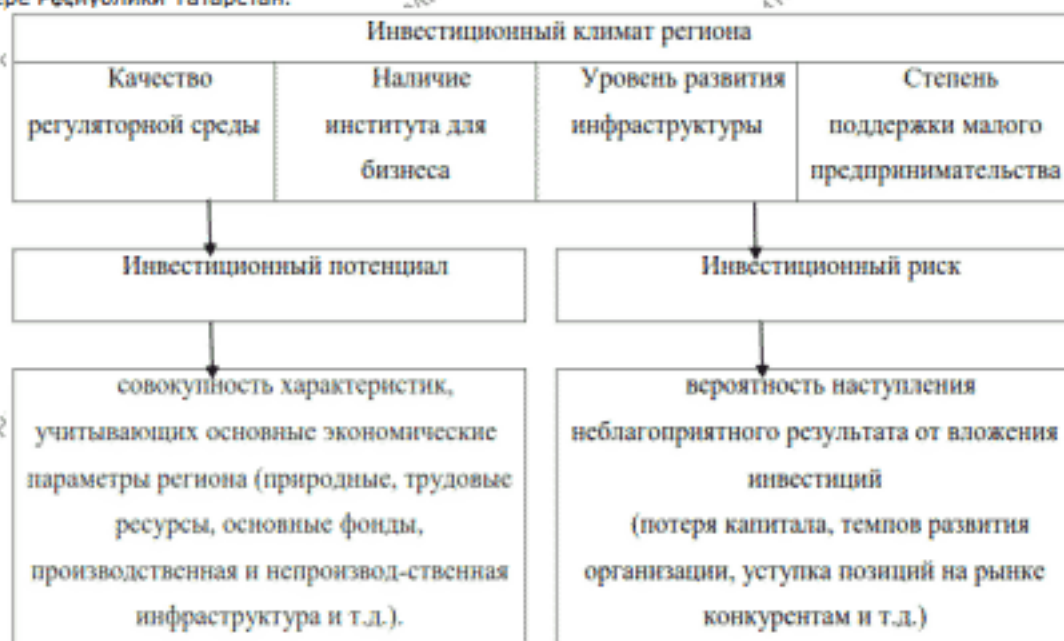 Республики Татарстан.
Инвестиционный климат региона
Качество
регуляторной среды
Наличие
института для
бизнеса
Уровень развития
инфраструктуры
Степень
поддержки малого
предпринимательства
Инвестиционный потенциал
Инвестиционный риск
совокупность характеристик,
учитывающих основные экономические
параметры региона (природные, трудовые
ресурсы, основные фонды,
производственная и непроизвод-ственная
инфраструктура и т.д.).
вероятность наступления
неблагоприятного результата от вложения
инвестиций
(потеря капитала, темпов развития
организации, уступка позиций на рынке
конкурентам и т.д.)